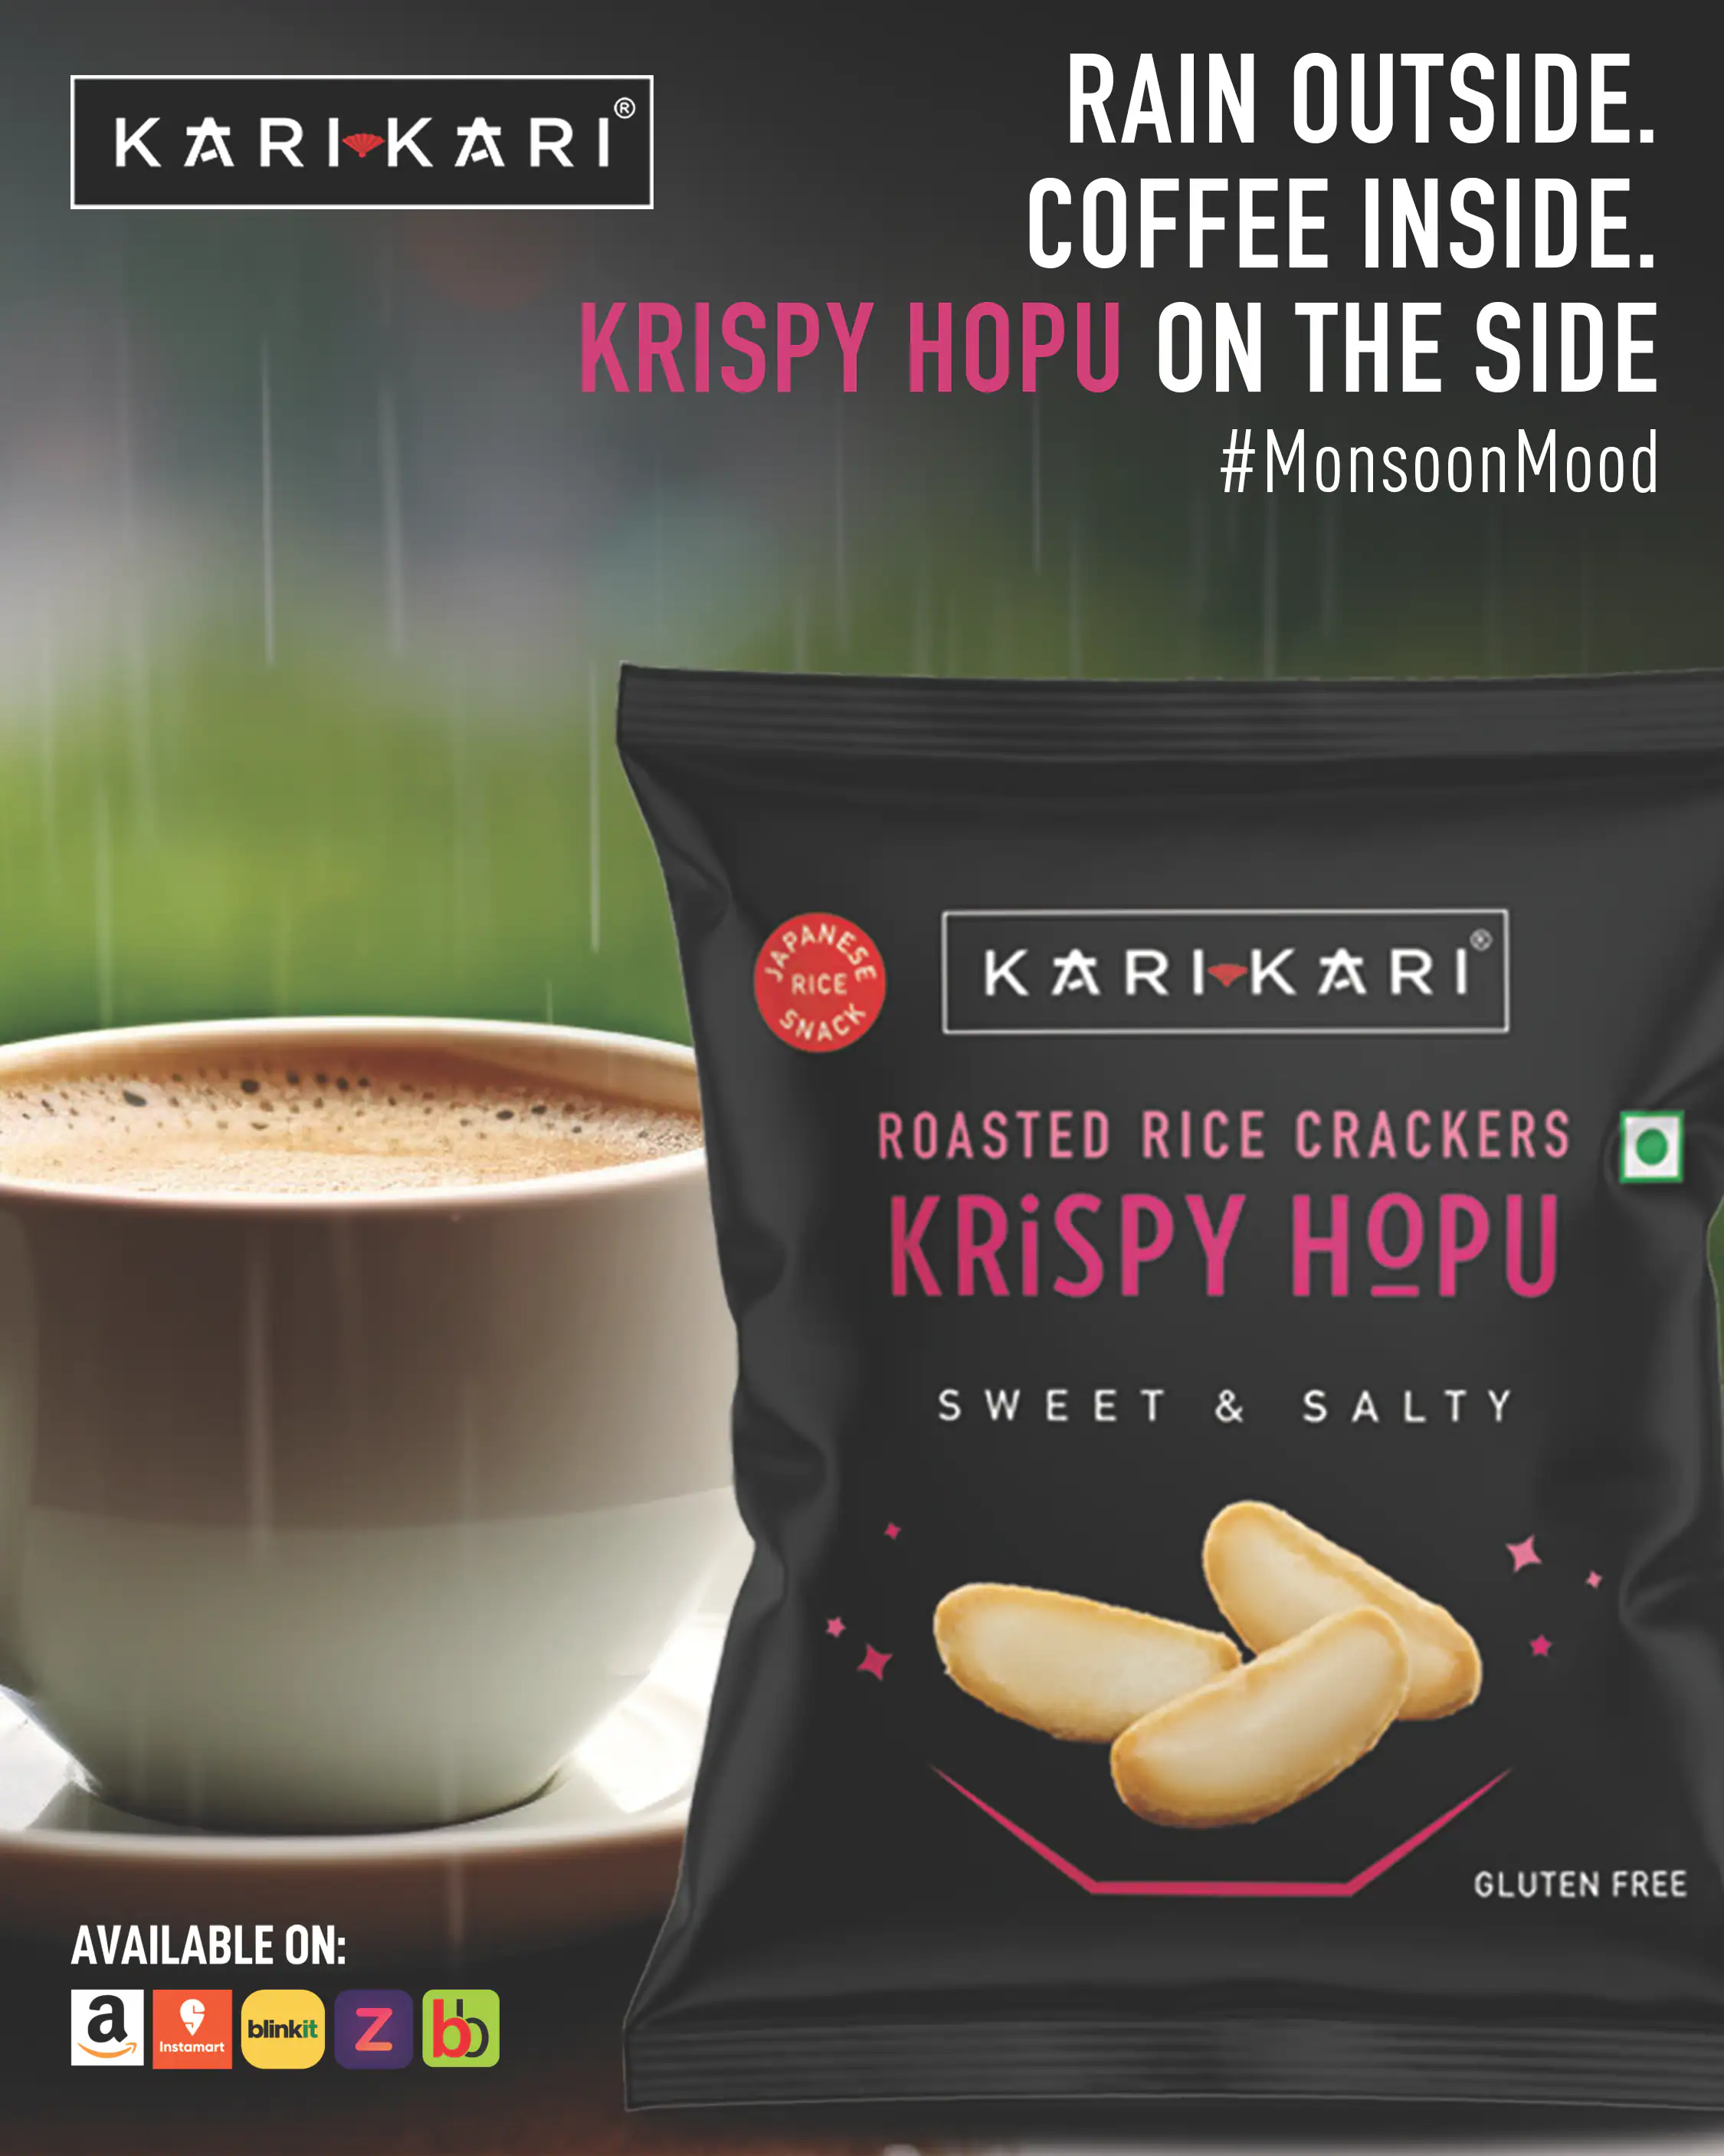 KARI KARI®
RAIN OUTSIDE.
COFFEE INSIDE.
KRISPY HOPU ON THE SIDE
#MonsoonMood
JAPANESE
RICE
SNACK
KARI KARI®
ROASTED RICE CRACKERS
KRiSPY HOPU
SWEET & SALTY
GLUTEN FREE
AVAILABLE ON:
a
Instamart
blinkit
Z
bb